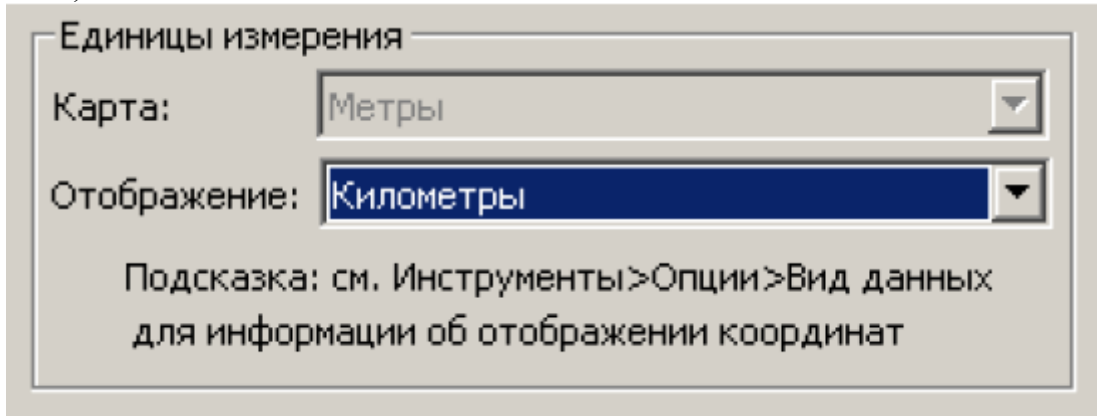 Единицы измерения
Карта: Метры
Отображение: Километры
Подсказка: см. Инструменты>Опции>Вид данных
для информации об отображении координат